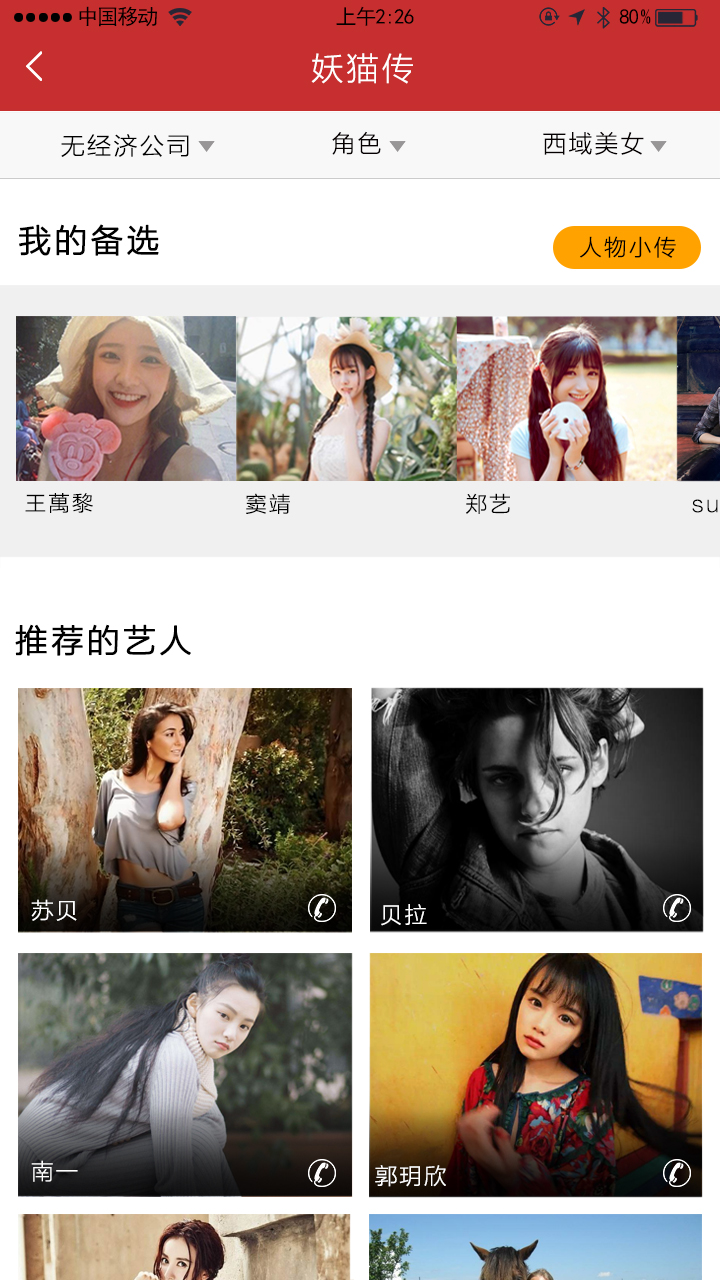 中国移动 上午2:26 80%
妖猫传
无经济公司 角色 西域美女
我的备选
人物小传
王萬黎 窦靖 郑艺 su
推荐的艺人
苏贝 贝拉
南一 郭玥欣